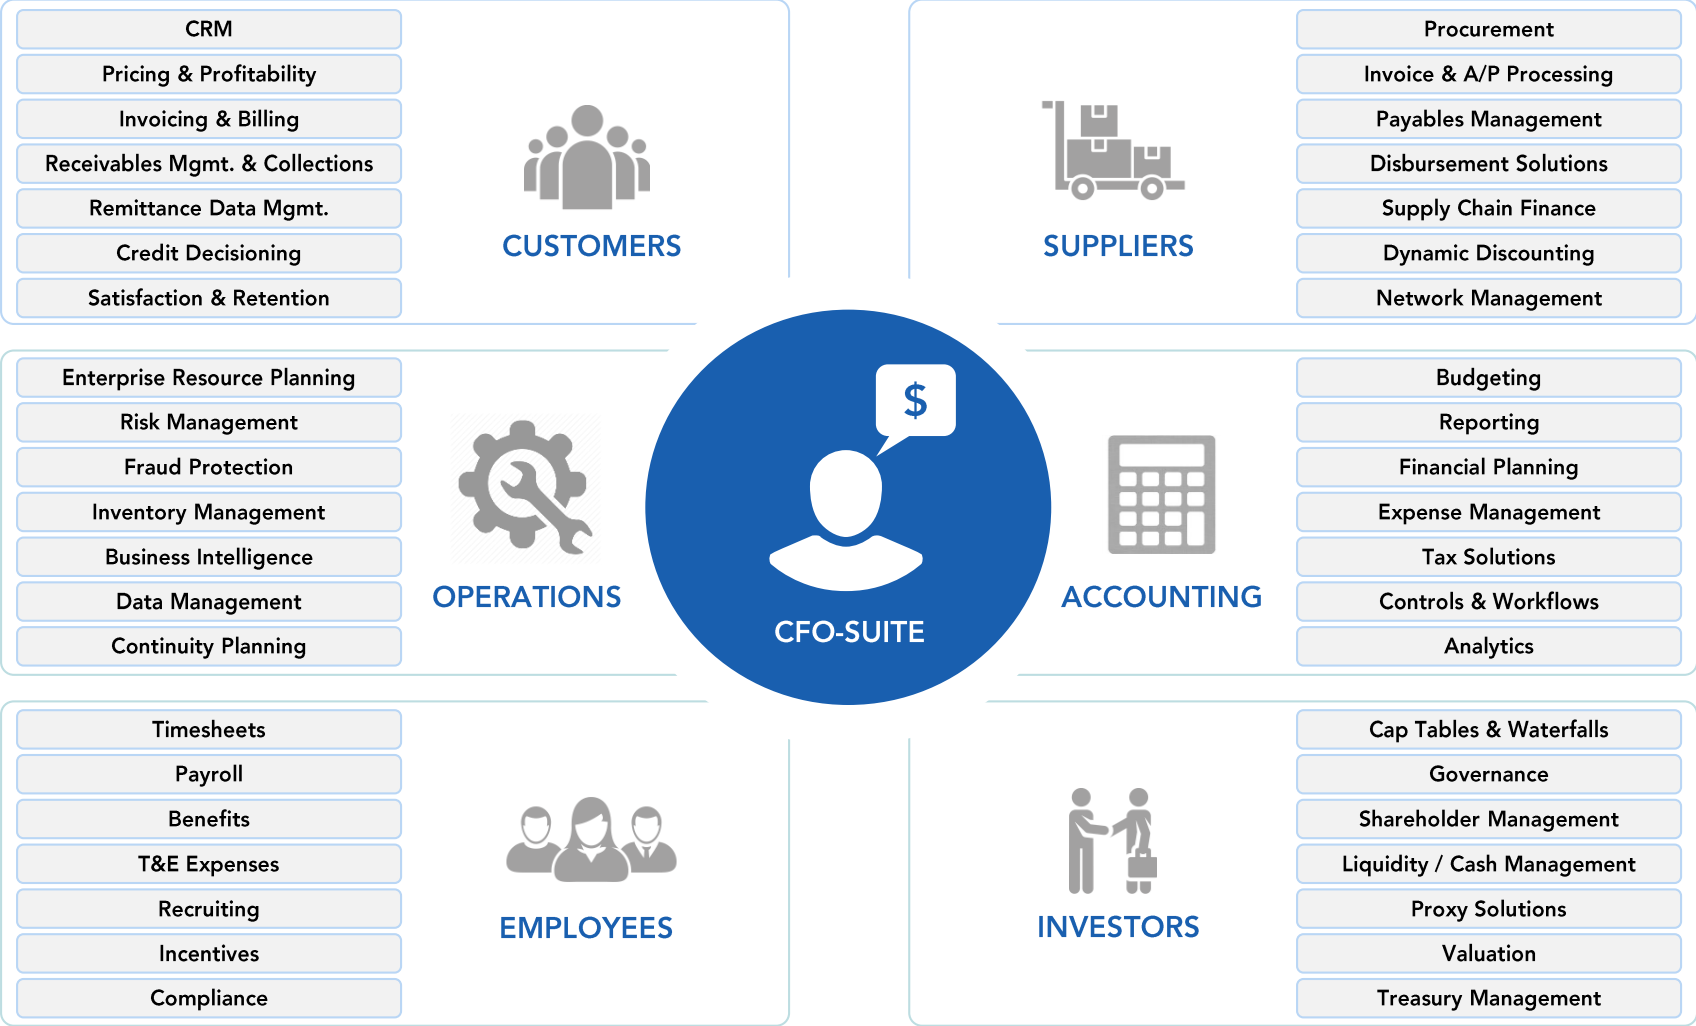 CRM
Pricing & Profitability
Invoicing & Billing
Receivables Mgmt. & Collections
Remittance Data Mgmt.
Credit Decisioning
Satisfaction & Retention
CUSTOMERS
SUPPLIERS
Procurement
Invoice & A/P Processing
Payables Management
Disbursement Solutions
Supply Chain Finance
Dynamic Discounting
Network Management
Enterprise Resource Planning
Risk Management
Fraud Protection
Inventory Management
Business Intelligence
Data Management
Continuity Planning
OPERATIONS
$
CFO-SUITE
ACCOUNTING
Budgeting
Reporting
Financial Planning
Expense Management
Tax Solutions
Controls & Workflows
Analytics
Timesheets
Payroll
Benefits
T&E Expenses
Recruiting
Incentives
Compliance
EMPLOYEES
INVESTORS
Cap Tables & Waterfalls
Governance
Shareholder Management
Liquidity / Cash Management
Proxy Solutions
Valuation
Treasury Management